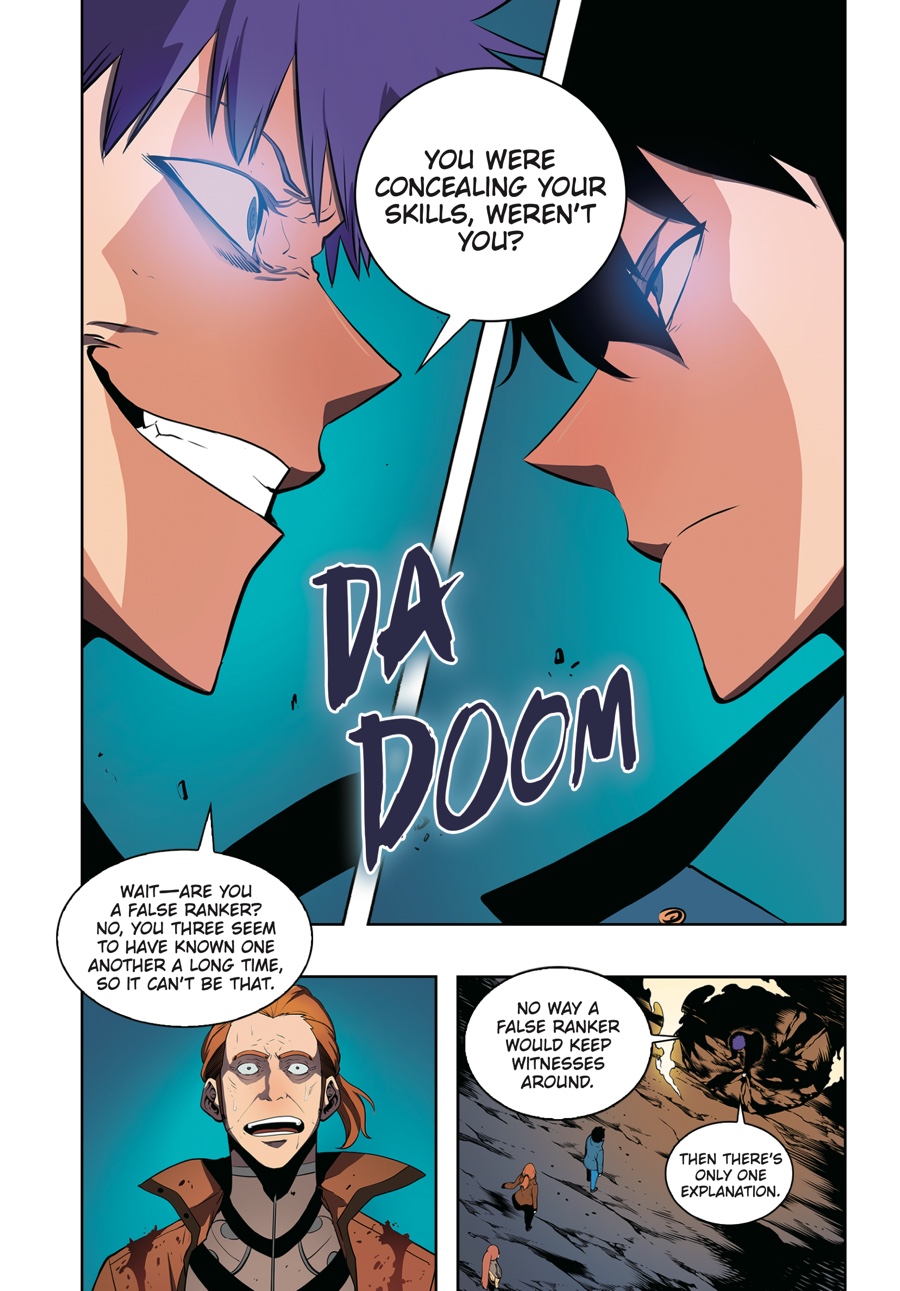 YOU WERE
CONCEALING YOUR
SKILLS, WEREN'T
YOU?
DA
DOOM
WAIT—ARE YOU
A FALSE RANKER?
NO, YOU THREE SEEM
TO HAVE KNOWN ONE
ANOTHER A LONG TIME,
SO IT CAN'T BE THAT.
NO WAY A
FALSE RANKER
WOULD KEEP
WITNESSES
AROUND.
THEN THERE'S
ONLY ONE
EXPLANATION.